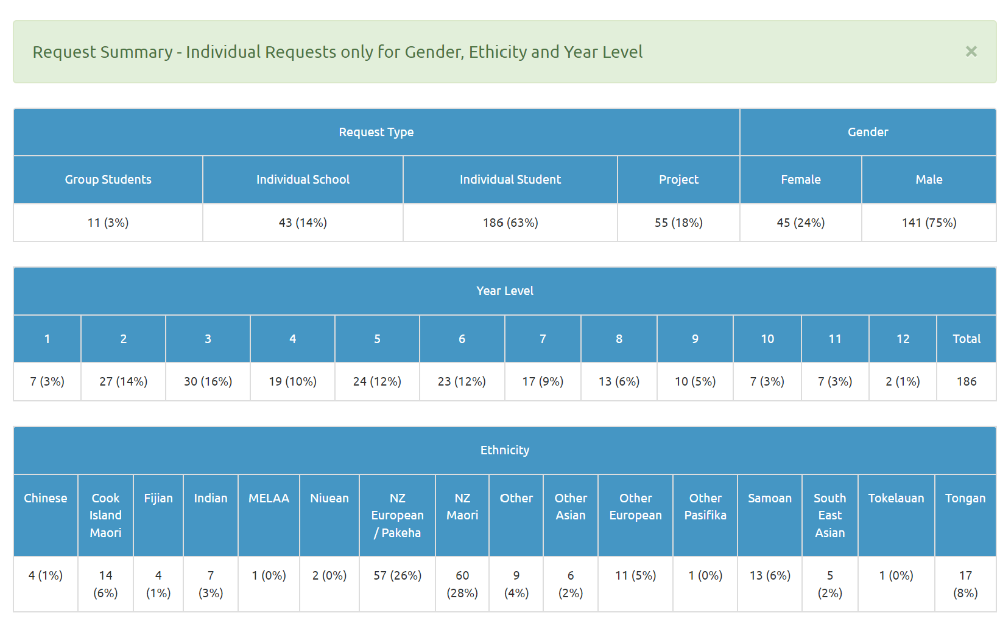 Request Summary - Individual Requests only for Gender, Ethicity and Year Level ×
Request Type Gender
Group Students Individual School Individual Student Project Female Male
11 (3%) 43 (14%) 186 (63%) 55 (18%) 45 (24%) 141 (75%)
Year Level
1 2 3 4 5 6 7 8 9 10 11 12 Total
7 (3%) 27 (14%) 30 (16%) 19 (10%) 24 (12%) 23 (12%) 17 (9%) 13 (6%) 10 (5%) 7 (3%) 7 (3%) 2 (1%) 186
Ethnicity
Chinese Cook Fijian Indian MELAA Niuean NZ NZ Other Other Other Other Samoan South Tokelauan Tongan
Island European Maori Asian European Pasifika East
Maori / Pakeha Asian
4 (1%) 14 4 7 1 (0%) 2 (0%) 57 (26%) 60 9 6 11 (5%) 1 (0%) 13 (6%) 5 1 (0%) 17
(6%) (1%) (3%) (28%) (4%) (2%) (2%) (8%)